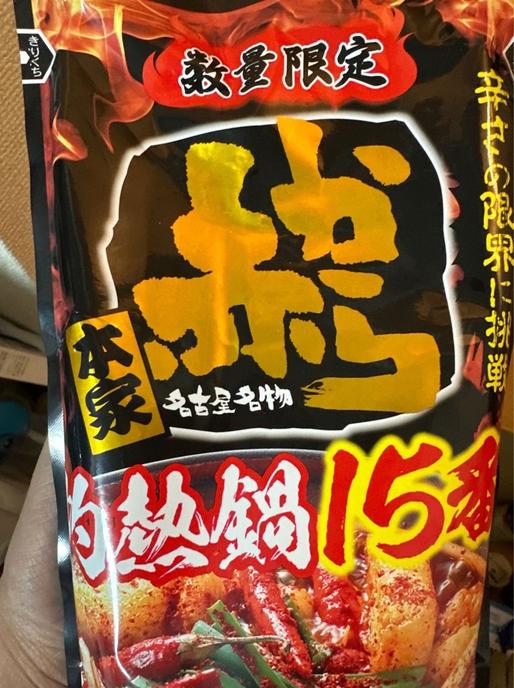 きりくち
数量限定
辛さの限界に挑戦
赤から
本家
名古屋名物
灼熱鍋15番